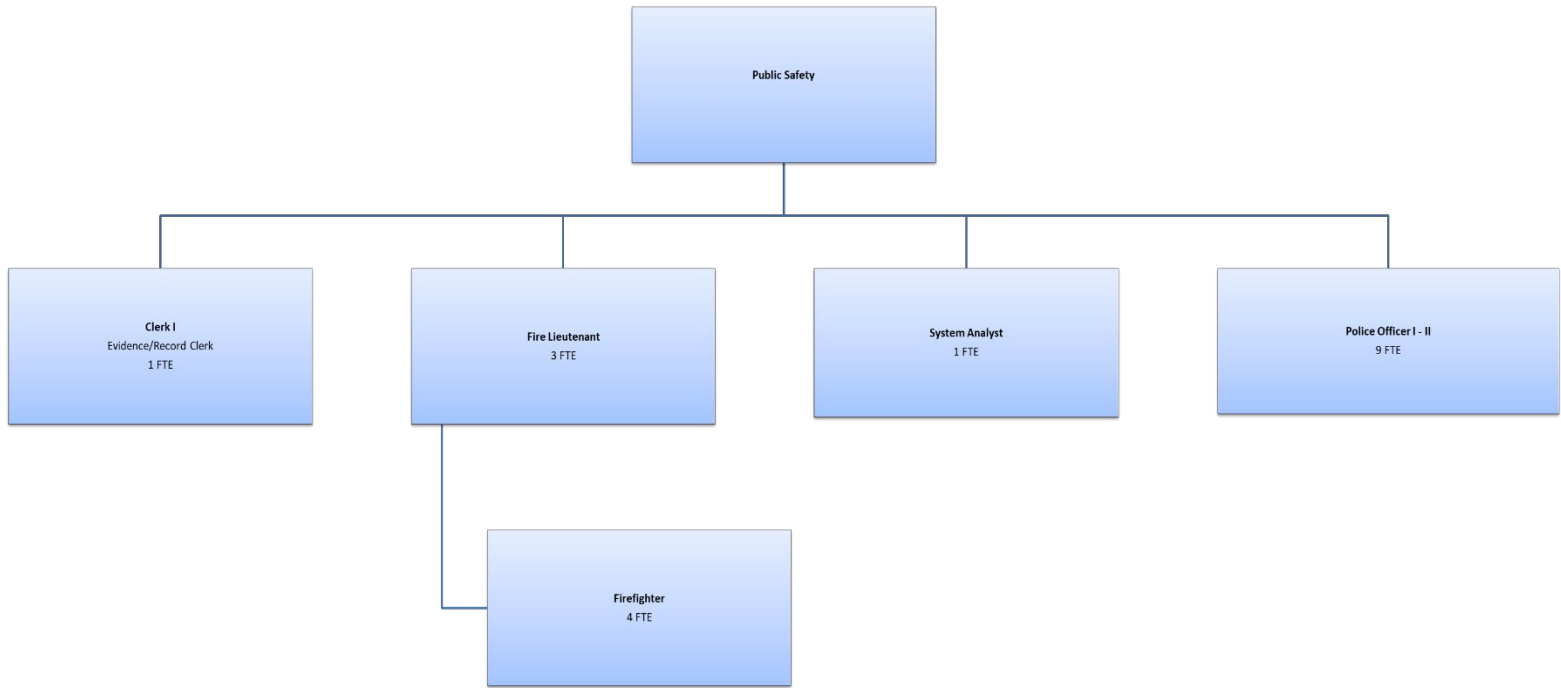 Public Safety
Clerk I
Evidence/Record Clerk
1 FTE
Fire Lieutenant
3 FTE
System Analyst
1 FTE
Police Officer I - II
9 FTE
Firefighter
4 FTE